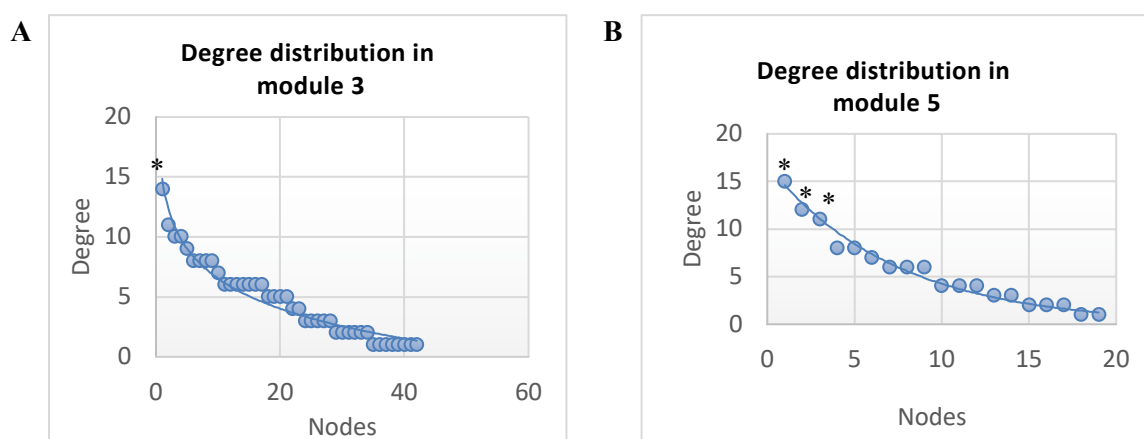 A
Degree distribution in
module 3
20
15
10
5
0
*
Degree
0 20 40 60
Nodes
B
Degree distribution in
module 5
20
15
10
5
0
* * *
Degree
0 5 10 15 20
Nodes